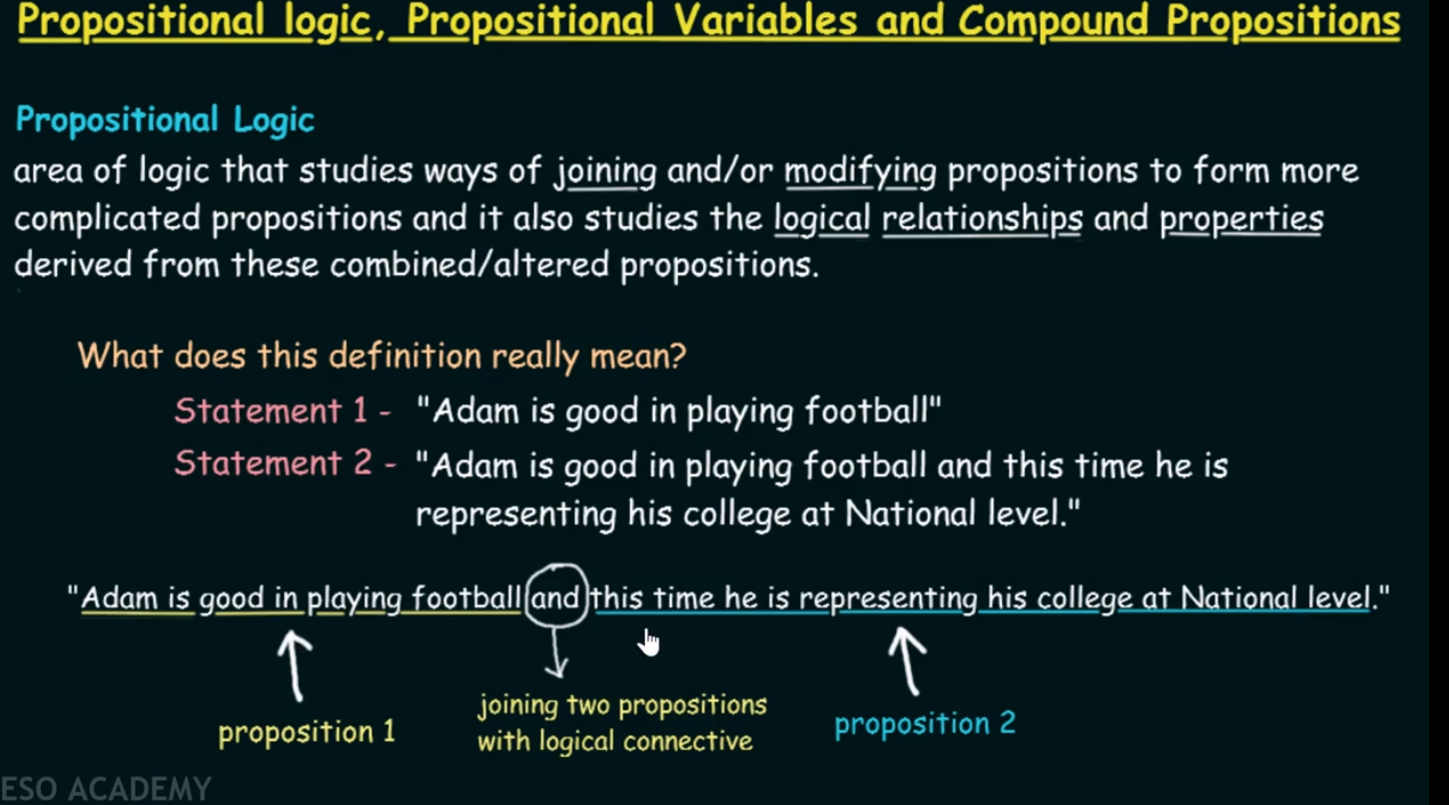 Propositional logic, Propositional Variables and Compound Propositions
Propositional Logic
area of logic that studies ways of joining and/or modifying propositions to form more
complicated propositions and it also studies the logical relationships and properties
derived from these combined/altered propositions.
What does this definition really mean?
Statement 1 - "Adam is good in playing football"
Statement 2 - "Adam is good in playing football and this time he is
representing his college at National level."
"Adam is good in playing football and this time he is representing his college at National level."
proposition 1
joining two propositions
with logical connective
proposition 2
ESO ACADEMY